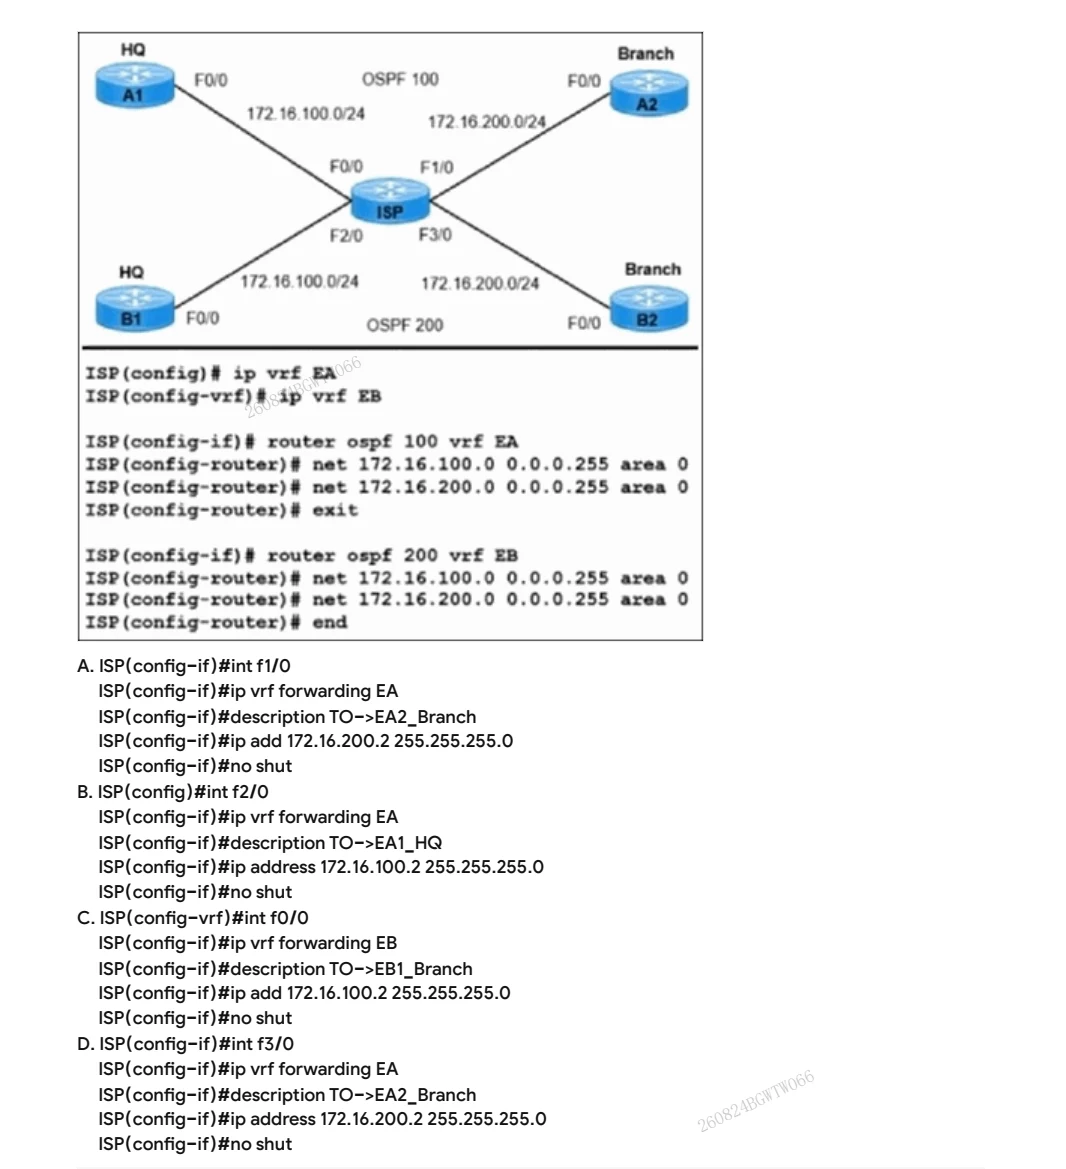 HQ
Branch
F0/0
OSPF 100
F0/0
A1
A2
172.16.100.0/24
172.16.200.0/24
F0/0
F1/0
ISP
F2/0
F3/0
HQ
Branch
172.16.100.0/24
172.16.200.0/24
B1
F0/0
OSPF 200
F0/0
B2
ISP(config)# ip vrf EA
ISP(config-vrf)# ip vrf EB
ISP(config-if)# router ospf 100 vrf EA
ISP(config-router)# net 172.16.100.0 0.0.0.255 area 0
ISP(config-router)# net 172.16.200.0 0.0.0.255 area 0
ISP(config-router)# exit
ISP(config-if)# router ospf 200 vrf EB
ISP(config-router)# net 172.16.100.0 0.0.0.255 area 0
ISP(config-router)# net 172.16.200.0 0.0.0.255 area 0
ISP(config-router)# end
A. ISP(config-if)#int f1/0
ISP(config-if)#ip vrf forwarding EA
ISP(config-if)#description TO->EA2_Branch
ISP(config-if)#ip add 172.16.200.2 255.255.255.0
ISP(config-if)#no shut
B. ISP(config)#int f2/0
ISP(config-if)#ip vrf forwarding EA
ISP(config-if)#description TO->EA1_HQ
ISP(config-if)#ip address 172.16.100.2 255.255.255.0
ISP(config-if)#no shut
C. ISP(config-vrf)#int f0/0
ISP(config-if)#ip vrf forwarding EB
ISP(config-if)#description TO->EB1_Branch
ISP(config-if)#ip add 172.16.100.2 255.255.255.0
ISP(config-if)#no shut
D. ISP(config-if)#int f3/0
ISP(config-if)#ip vrf forwarding EA
ISP(config-if)#description TO->EA2_Branch
ISP(config-if)#ip address 172.16.200.2 255.255.255.0
ISP(config-if)#no shut
260824BGWTW066